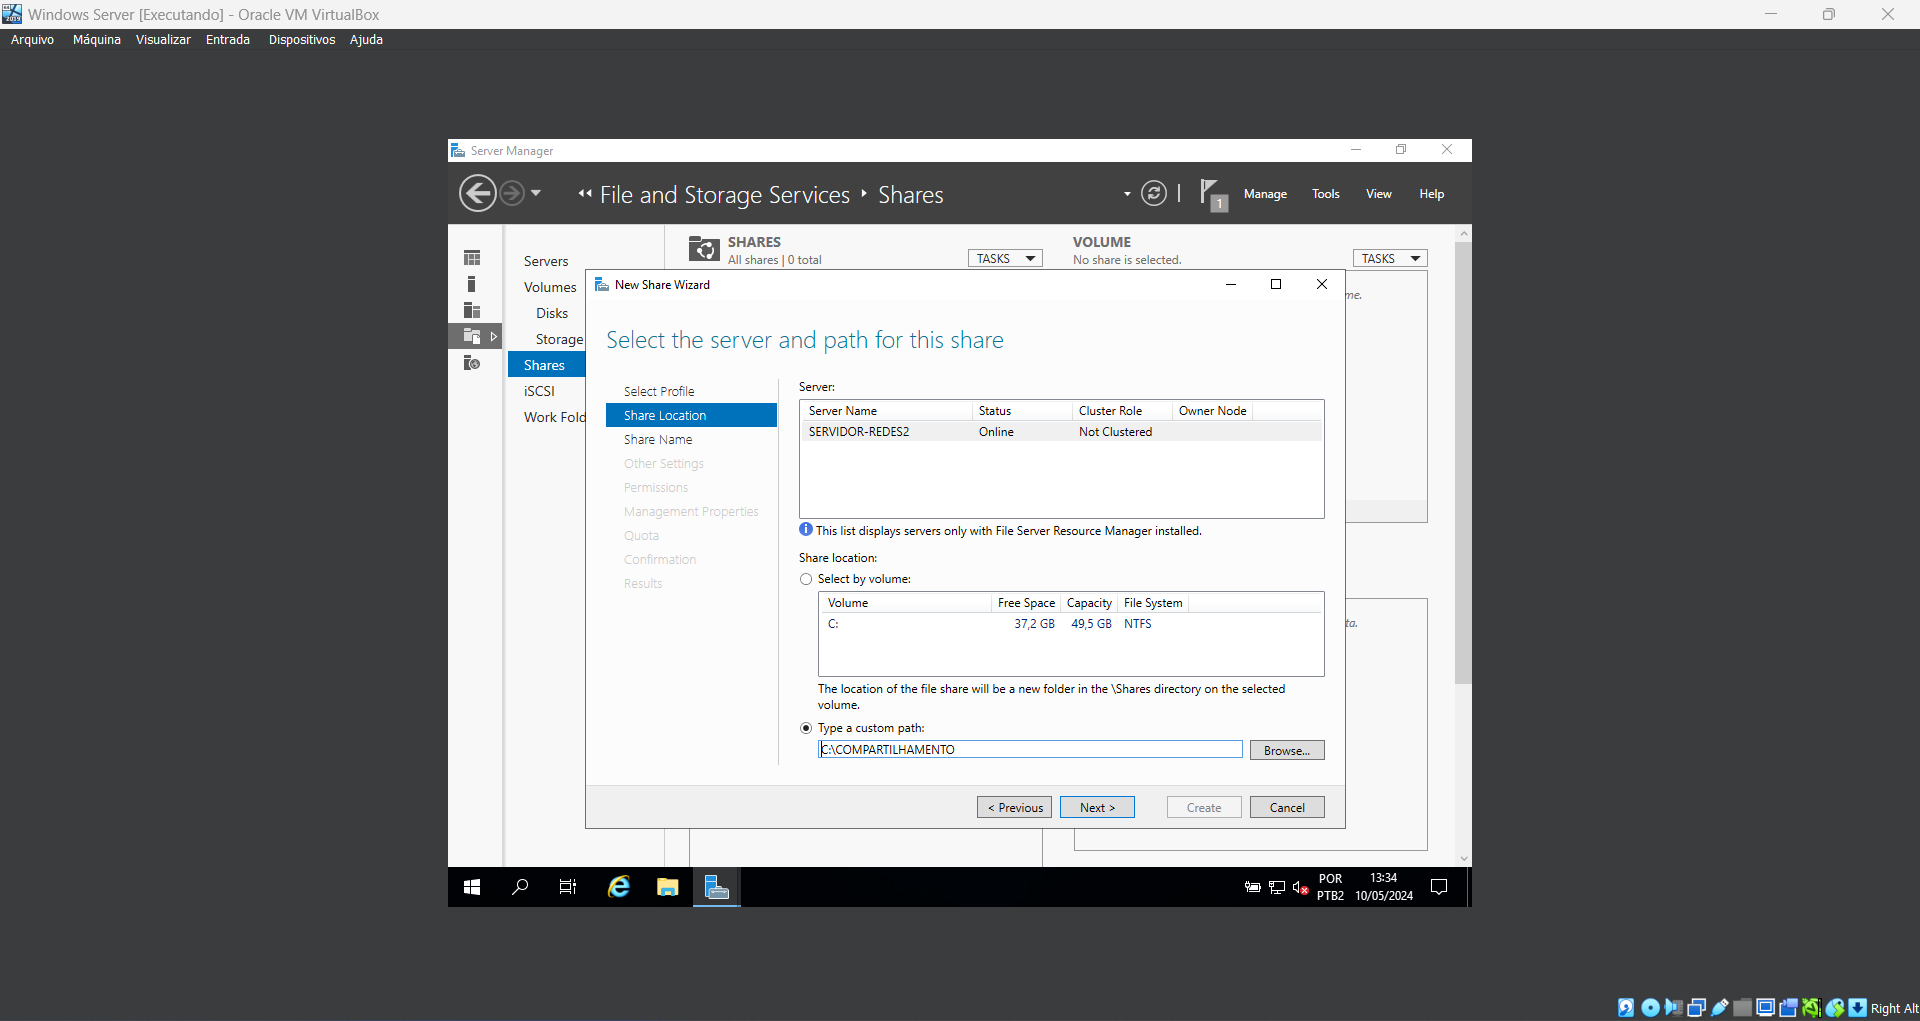 Windows Server [Executando] - Oracle VM VirtualBox
Arquivo Máquina Visualizar Entrada Dispositivos Ajuda
Server Manager
File and Storage Services Shares
1 Manage Tools View Help
Servers
Volumes
Disks
Storage
Shares
iSCSI
Work Fold
SHARES
All shares | 0 total
TASKS
VOLUME
No share is selected.
TASKS
me.
ta.
New Share Wizard
Select the server and path for this share
Select Profile
Share Location
Share Name
Other Settings
Permissions
Management Properties
Quota
Confirmation
Results
Server:
Server Name Status Cluster Role Owner Node
SERVIDOR-REDES2 Online Not Clustered
This list displays servers only with File Server Resource Manager installed.
Share location:
Select by volume:
Volume Free Space Capacity File System
C: 37,2 GB 49,5 GB NTFS
The location of the file share will be a new folder in the \Shares directory on the selected
volume.
Type a custom path:
C:\COMPARTILHAMENTO
Browse...
< Previous Next > Create Cancel
POR 13:34
PTB2 10/05/2024
Right Alt